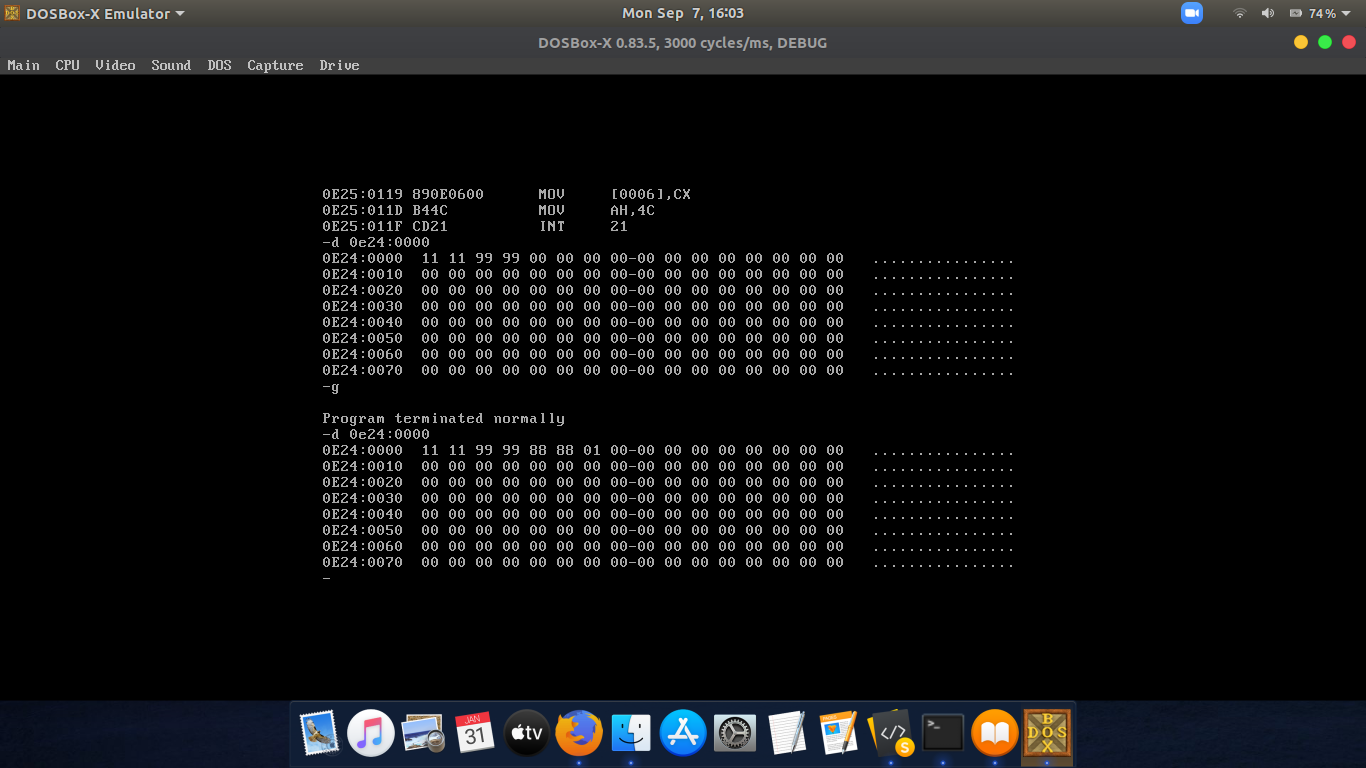 DOSBox-X Emulator Mon Sep 7, 16:03 74%
DOSBox-X 0.83.5, 3000 cycles/ms, DEBUG
Main CPU Video Sound DOS Capture Drive
0E25:0119 890E0600 MOV [0006],CX
0E25:011D B44C MOV AH,4C
0E25:011F CD21 INT 21
-d 0e24:0000
0E24:0000 11 11 99 99 00 00 00 00-00 00 00 00 00 00 00 00 ................
0E24:0010 00 00 00 00 00 00 00 00-00 00 00 00 00 00 00 00 ................
0E24:0020 00 00 00 00 00 00 00 00-00 00 00 00 00 00 00 00 ................
0E24:0030 00 00 00 00 00 00 00 00-00 00 00 00 00 00 00 00 ................
0E24:0040 00 00 00 00 00 00 00 00-00 00 00 00 00 00 00 00 ................
0E24:0050 00 00 00 00 00 00 00 00-00 00 00 00 00 00 00 00 ................
0E24:0060 00 00 00 00 00 00 00 00-00 00 00 00 00 00 00 00 ................
0E24:0070 00 00 00 00 00 00 00 00-00 00 00 00 00 00 00 00 ................
-g
Program terminated normally
-d 0e24:0000
0E24:0000 11 11 99 99 88 88 01 00-00 00 00 00 00 00 00 00 ................
0E24:0010 00 00 00 00 00 00 00 00-00 00 00 00 00 00 00 00 ................
0E24:0020 00 00 00 00 00 00 00 00-00 00 00 00 00 00 00 00 ................
0E24:0030 00 00 00 00 00 00 00 00-00 00 00 00 00 00 00 00 ................
0E24:0040 00 00 00 00 00 00 00 00-00 00 00 00 00 00 00 00 ................
0E24:0050 00 00 00 00 00 00 00 00-00 00 00 00 00 00 00 00 ................
0E24:0060 00 00 00 00 00 00 00 00-00 00 00 00 00 00 00 00 ................
0E24:0070 00 00 00 00 00 00 00 00-00 00 00 00 00 00 00 00 ................
-
JAN
31
tv
>_
</>
S
B
DOS
X